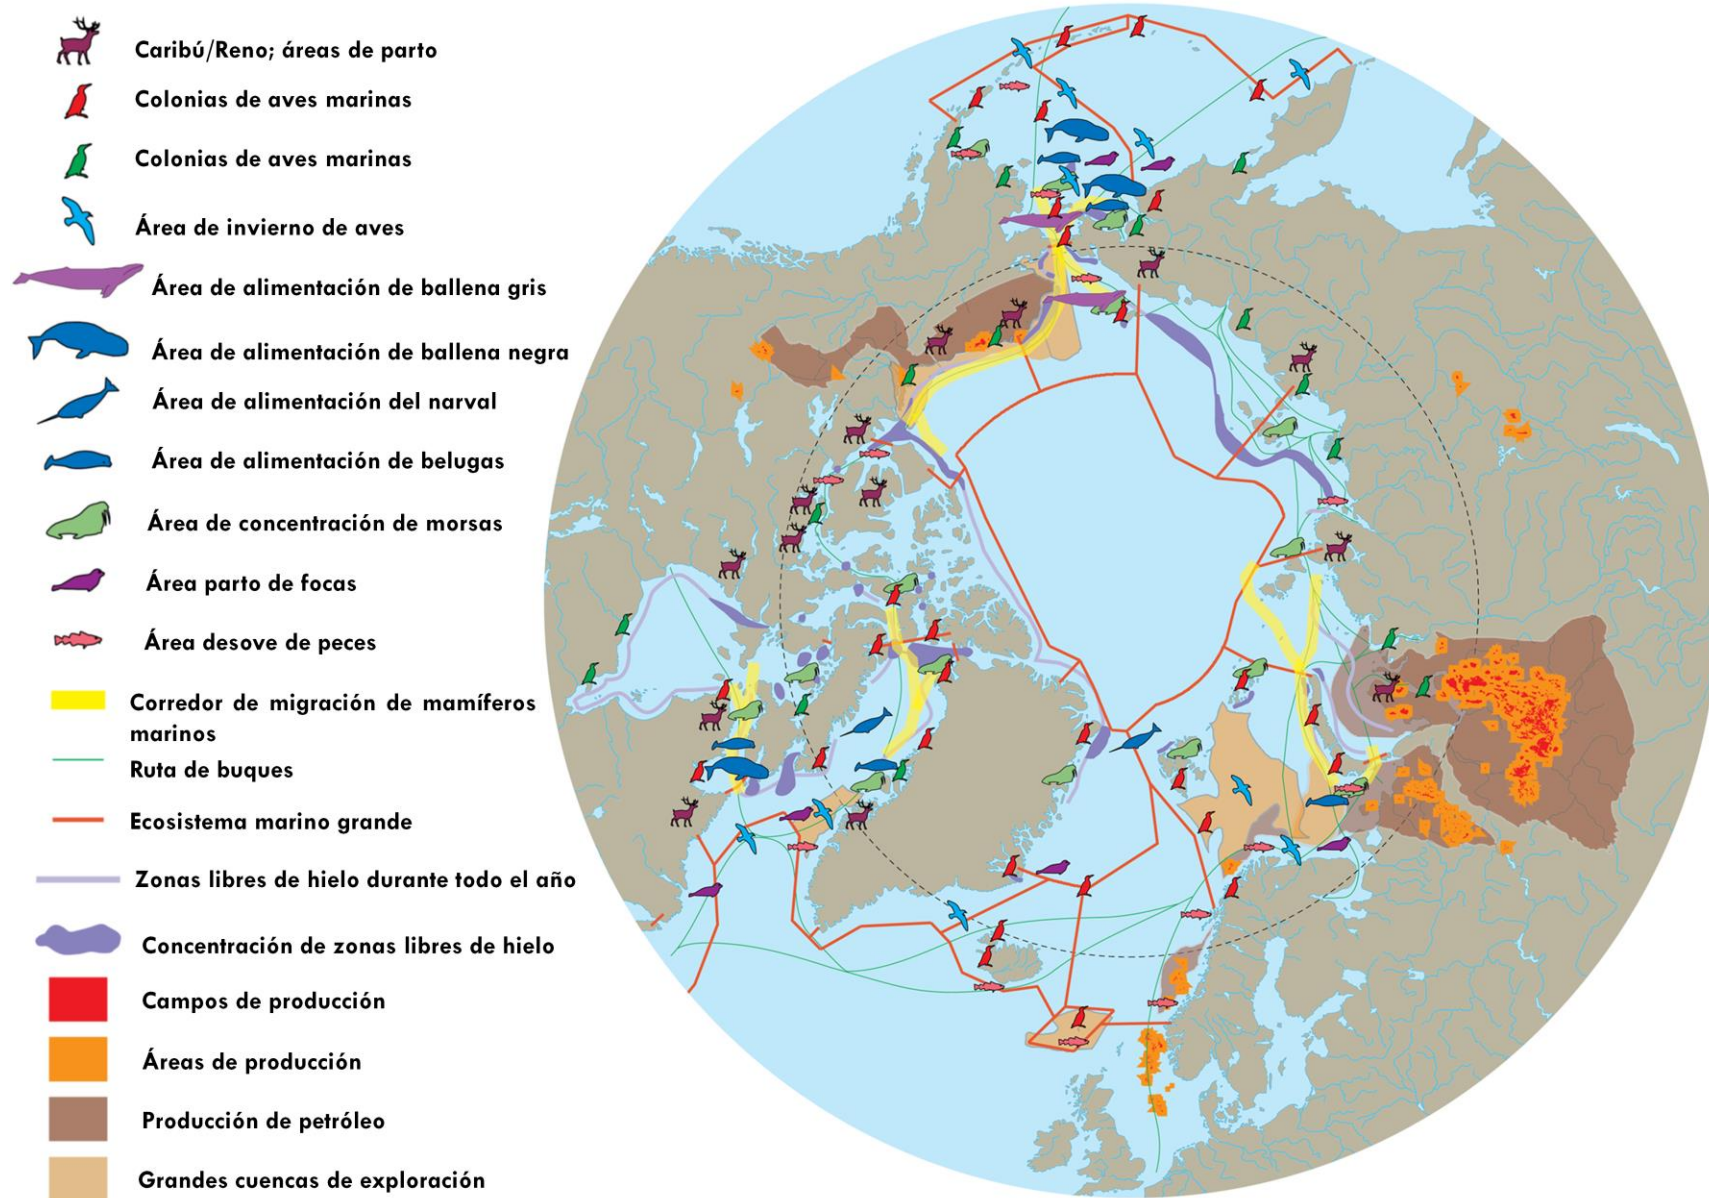 Caribú/Reno; áreas de parto
Colonias de aves marinas
Colonias de aves marinas
Área de invierno de aves
Área de alimentación de ballena gris
Área de alimentación de ballena negra
Área de alimentación del narval
Área de alimentación de belugas
Área de concentración de morsas
Área parto de focas
Área desove de peces
Corredor de migración de mamíferos
marinos
Ruta de buques
Ecosistema marino grande
Zonas libres de hielo durante todo el año
Concentración de zonas libres de hielo
Campos de producción
Áreas de producción
Producción de petróleo
Grandes cuencas de exploración